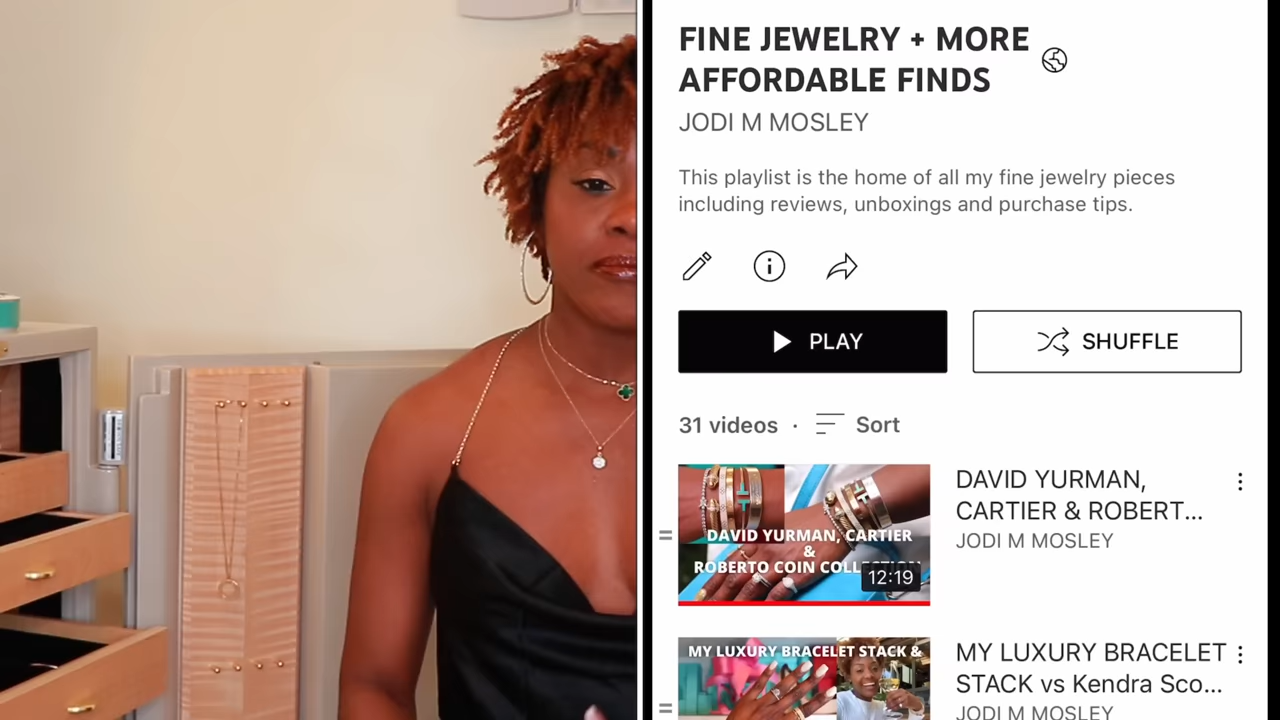 FINE JEWELRY + MORE
AFFORDABLE FINDS
JODI M MOSLEY
This playlist is the home of all my fine jewelry pieces
including reviews, unboxings and purchase tips.
PLAY
SHUFFLE
31 videos · Sort
DAVID YURMAN, CARTIER
&
ROBERTO COIN COLLECTION
12:19
DAVID YURMAN,
CARTIER & ROBERT...
JODI M MOSLEY
MY LUXURY BRACELET STACK &
MY LUXURY BRACELET
STACK vs Kendra Sco...
JODI M MOSLEY